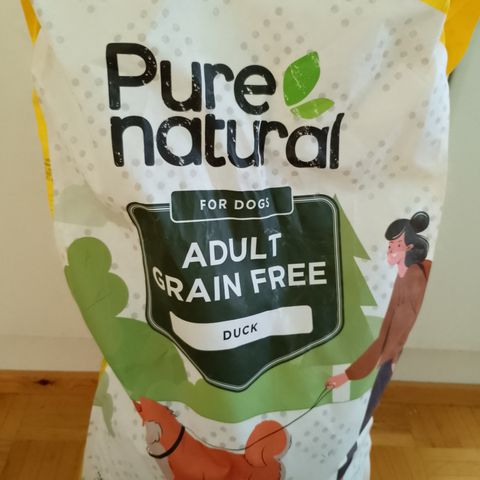 Pure
natural
FOR DOGS
ADULT
GRAIN FREE
DUCK